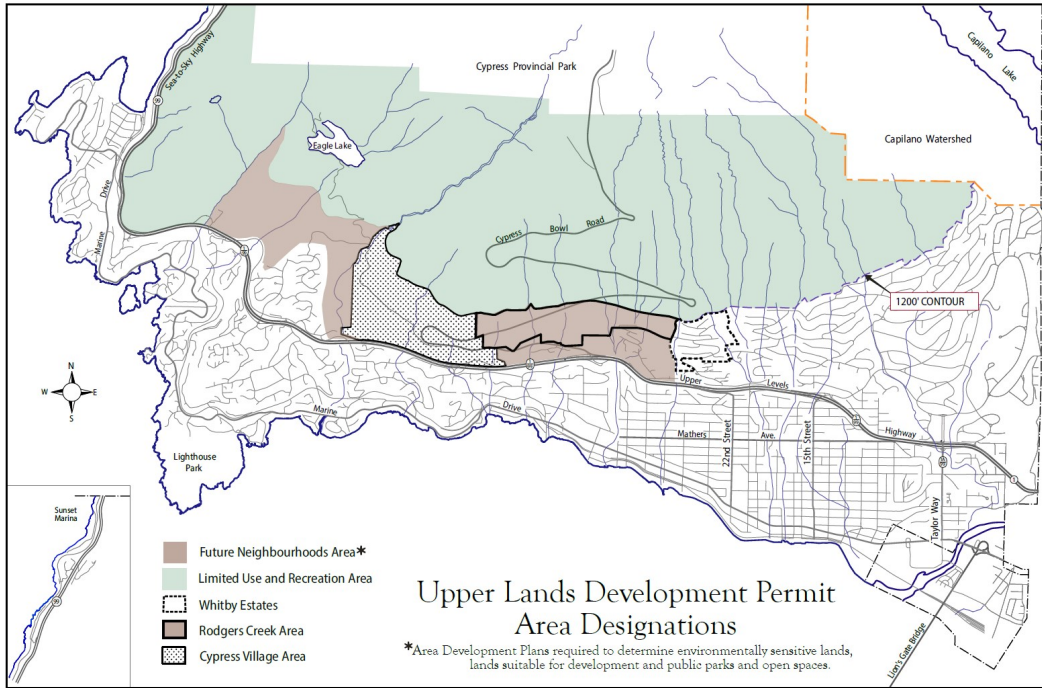 Sea-to-Sky Highway
99
Cypress Provincial Park
Capilano
Lake
Capilano Watershed
Eagle Lake
Marine
Drive
Cypress
Bowl
Road
1200' CONTOUR
N
W
E
S
Marine
Drive
Upper
Levels
Highway
Mathers
Ave.
22nd Street
15th Street
Taylor Way
1
Lighthouse
Park
Lion's Gate Bridge
Sunset
Marina
99
Future Neighbourhoods Area*
Limited Use and Recreation Area
Whitby Estates
Rodgers Creek Area
Cypress Village Area
Upper Lands Development Permit
Area Designations
*Area Development Plans required to determine environmentally sensitive lands,
lands suitable for development and public parks and open spaces.